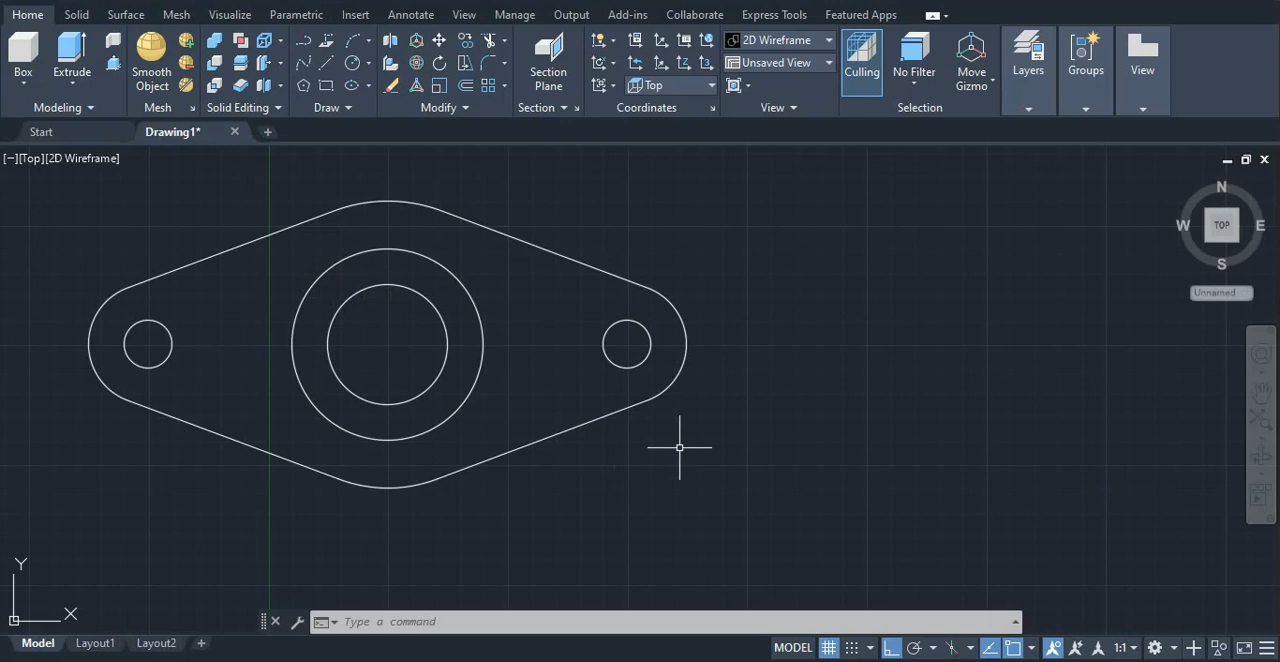 Home Solid Surface Mesh Visualize Parametric Insert Annotate View Manage Output Add-ins Collaborate Express Tools Featured Apps
Box Extrude Smooth Object Section Plane Top 2D Wireframe Unsaved View Culling No Filter Move Gizmo Layers Groups View
Modeling Mesh Solid Editing Draw Modify Section Coordinates View Selection
Start Drawing1*
[−][Top][2D Wireframe]
N
W TOP E
S
Unnamed
Y
X
Type a command
Model Layout1 Layout2 MODEL 1:1